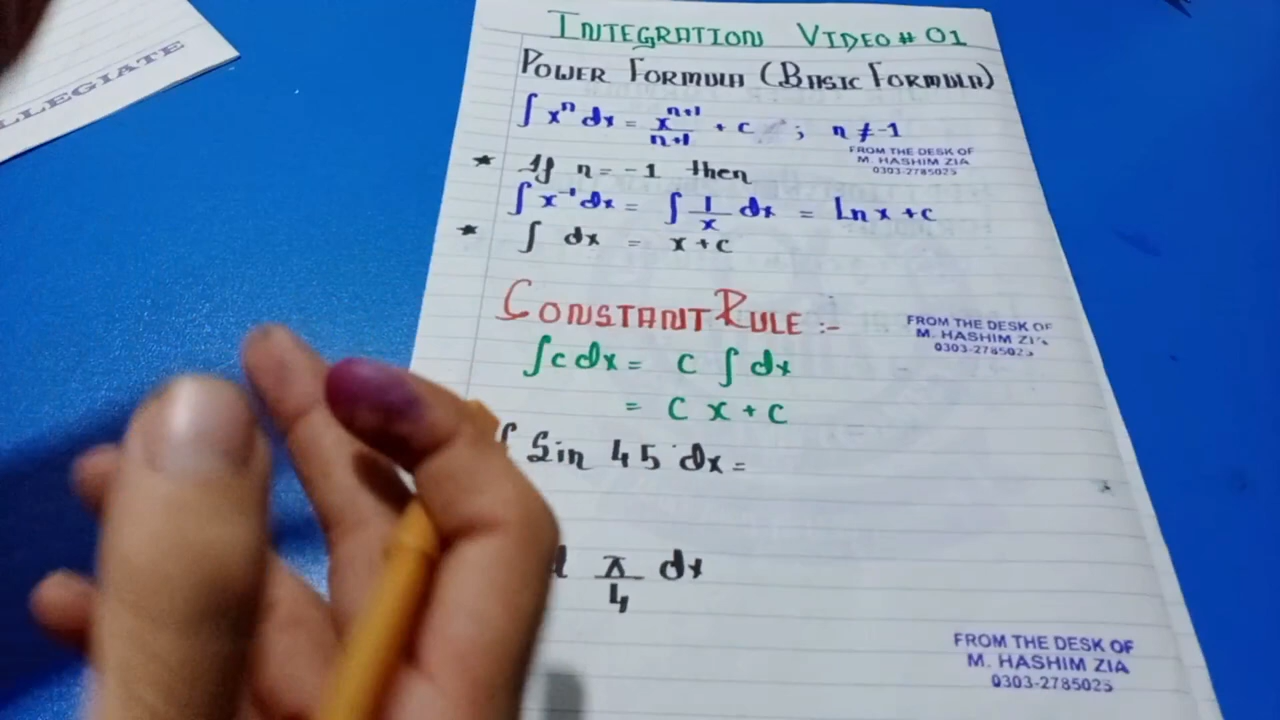 LLEGIATE
INTEGRATION VIDEO # 01
POWER FORMULA (BASIC FORMULA)
∫ xⁿ dx = xⁿ⁺¹/n+1 + c ; n ≠ -1
FROM THE DESK OF
M. HASHIM ZIA
0303-2785025
* If n = -1 then
∫ x⁻¹ dx = ∫ 1/x dx = ln x + c
* ∫ dx = x + c
CONSTANT RULE :-
FROM THE DESK OF
M. HASHIM ZIA
0303-2785025
∫ c dx = c ∫ dx
= c x + c
∫ Sin 45° dx =
π/4 dx
FROM THE DESK OF
M. HASHIM ZIA
0303-2785025